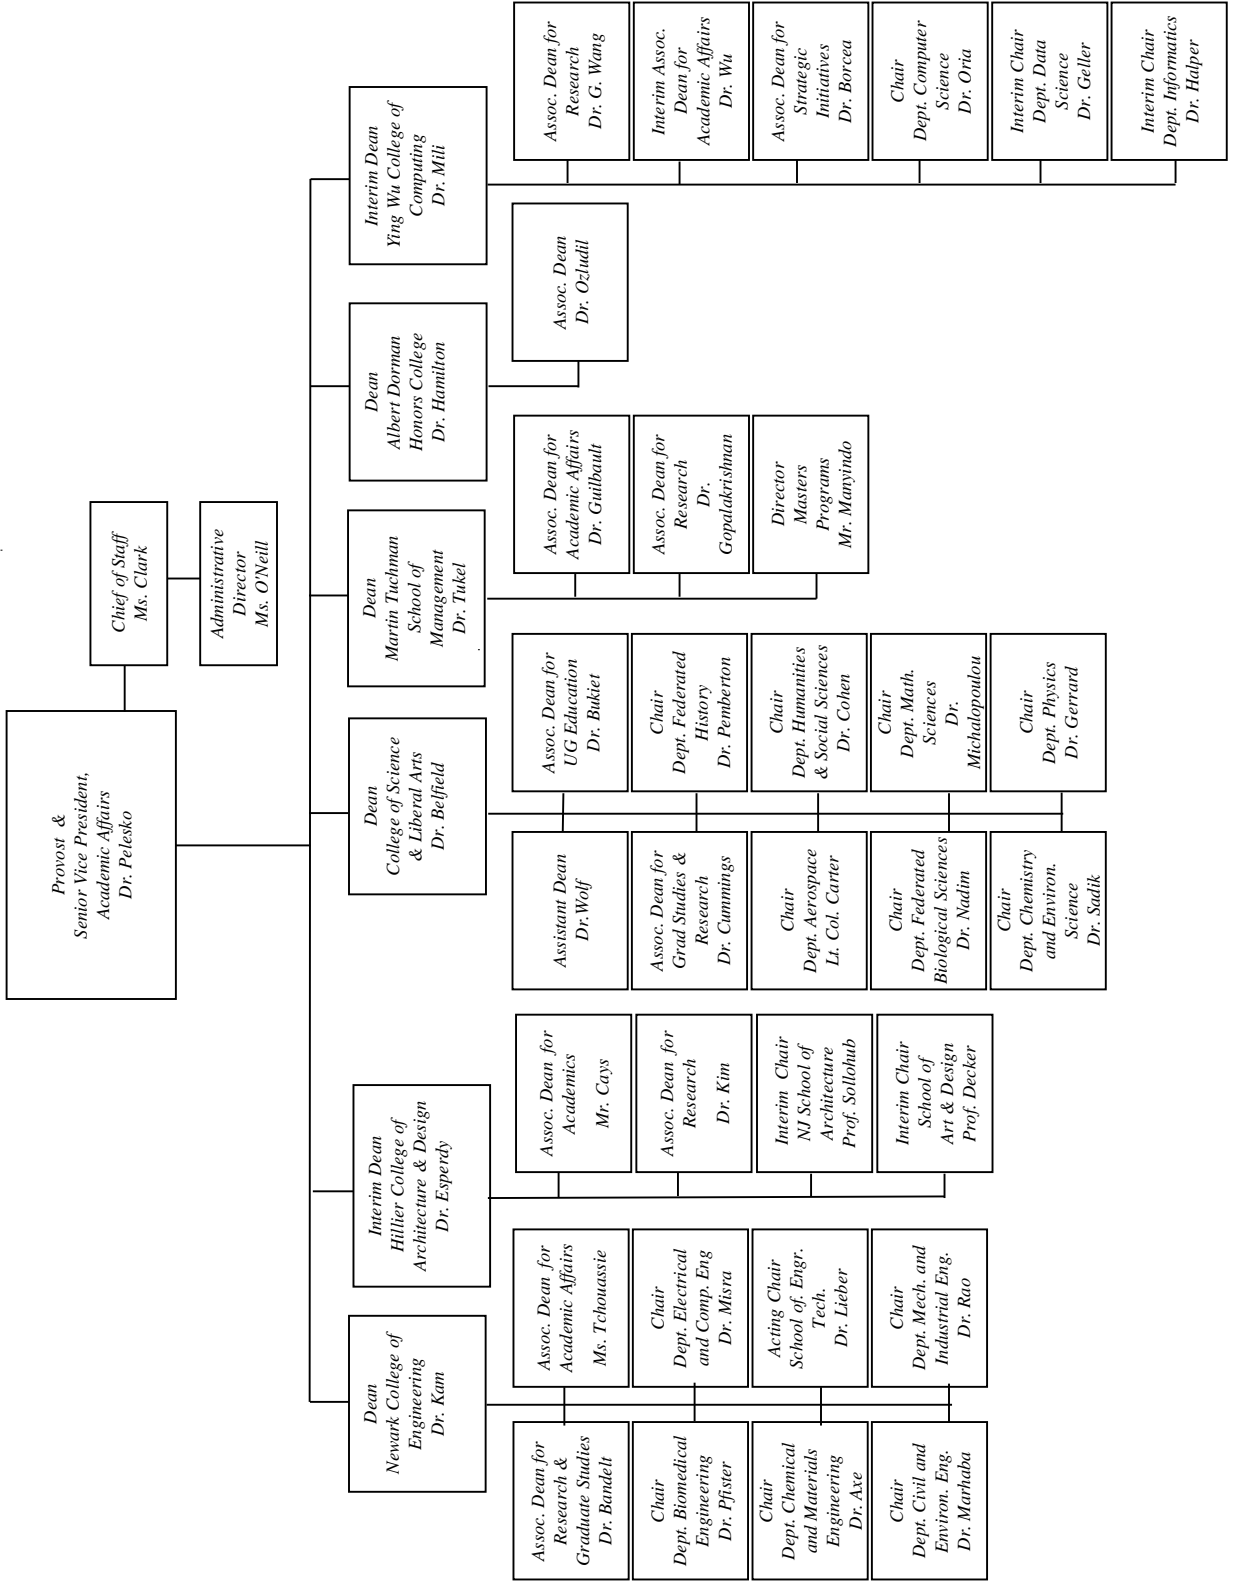 Provost &
Senior Vice President,
Academic Affairs
Dr. Pelesko
Chief of Staff
Ms. Clark
Administrative
Director
Ms. O'Neill
Dean
Newark College of
Engineering
Dr. Kam
Assoc. Dean for
Research &
Graduate Studies
Dr. Bandelt
Assoc. Dean for
Academic Affairs
Ms. Tchouassie
Chair
Dept. Biomedical
Engineering
Dr. Pfister
Chair
Dept. Electrical
and Comp. Eng
Dr. Misra
Chair
Dept. Chemical
and Materials
Engineering
Dr. Axe
Acting Chair
School of. Engr.
Tech.
Dr. Lieber
Chair
Dept. Civil and
Environ. Eng.
Dr. Marhaba
Chair
Dept. Mech. and
Industrial Eng.
Dr. Rao
Interim Dean
Hillier College of
Architecture & Design
Dr. Esperdy
Assoc. Dean for
Academics
Mr. Cays
Assoc. Dean for
Research
Dr. Kim
Interim Chair
NJ School of
Architecture
Prof. Sollohub
Interim Chair
School of
Art & Design
Prof. Decker
Dean
College of Science
& Liberal Arts
Dr. Belfield
Assistant Dean
Dr.Wolf
Assoc. Dean for
UG Education
Dr. Bukiet
Assoc. Dean for
Grad Studies &
Research
Dr. Cummings
Chair
Dept. Federated
History
Dr. Pemberton
Chair
Dept. Aerospace
Lt. Col. Carter
Chair
Dept. Humanities
& Social Sciences
Dr. Cohen
Chair
Dept. Federated
Biological Sciences
Dr. Nadim
Chair
Dept. Math.
Sciences
Dr.
Michalopoulou
Chair
Dept. Chemistry
and Environ.
Science
Dr. Sadik
Chair
Dept. Physics
Dr. Gerrard
Dean
Martin Tuchman
School of
Management
Dr. Tukel
Assoc. Dean for
Academic Affairs
Dr. Guilbault
Assoc. Dean for
Research
Dr.
Gopalakrishnan
Director
Masters
Programs
Mr. Manyindo
Dean
Albert Dorman
Honors College
Dr. Hamilton
Assoc. Dean
Dr. Ozludil
Interim Dean
Ying Wu College of
Computing
Dr. Mili
Assoc. Dean for
Research
Dr. G. Wang
Interim Assoc.
Dean for
Academic Affairs
Dr. Wu
Assoc. Dean for
Strategic
Initiatives
Dr. Borcea
Chair
Dept. Computer
Science
Dr. Oria
Interim Chair
Dept. Data
Science
Dr. Geller
Interim Chair
Dept. Informatics
Dr. Halper